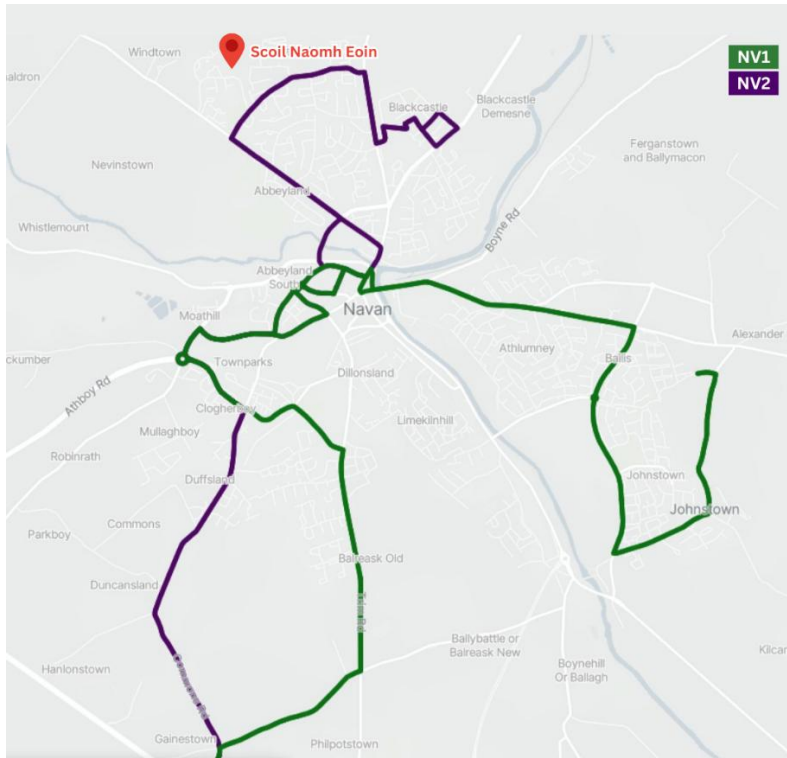 Windtown
Scoil Naomh Eoin
NV1
NV2
aldron
Blackcastle
Blackcastle
Demesne
Ferganstown
and Ballymacon
Nevinstown
Abbeyland
Whistlemount
Boyne Rd
Abbeyland
South
Moathill
Navan
Alexander
ckumber
Townparks
Athlumney
Bailis
Dillonsland
Athboy Rd
Limekilnhill
Mullaghboy
Robinrath
Johnstown
Duffsland
Johnstown
Commons
Parkboy
Balreask Old
Duncansland
Ballybattle or
Balreask New
Hanlonstown
Boynehill
Or Ballagh
Kilcar
Gainestown
Philpotstown